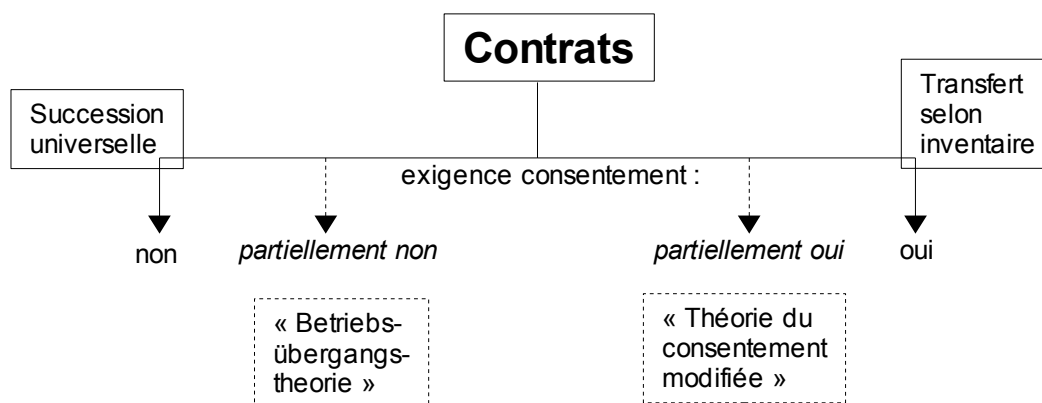 Contrats
Succession
universelle
Transfert
selon
inventaire
exigence consentement :
non
partiellement non
partiellement oui
oui
« Betriebs-
übergangs-
theorie »
« Théorie du
consentement
modifiée »